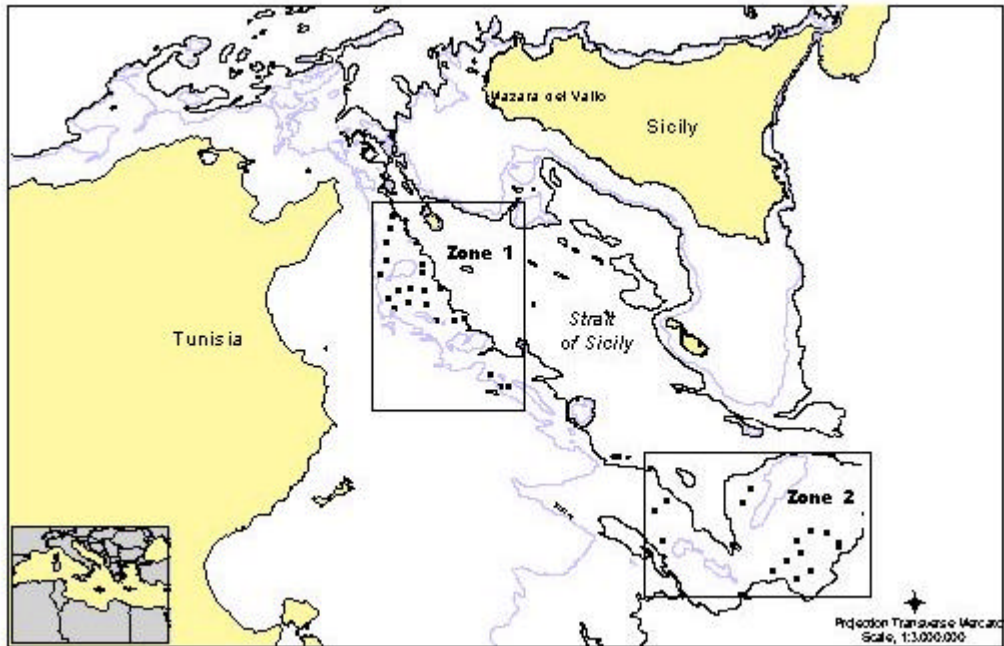 Mazara del Vallo
Sicily
Zone 1
Tunisia
Strait
of Sicily
Zone 2
Projection Transverse Mercato
Scale, 1:3.000.000